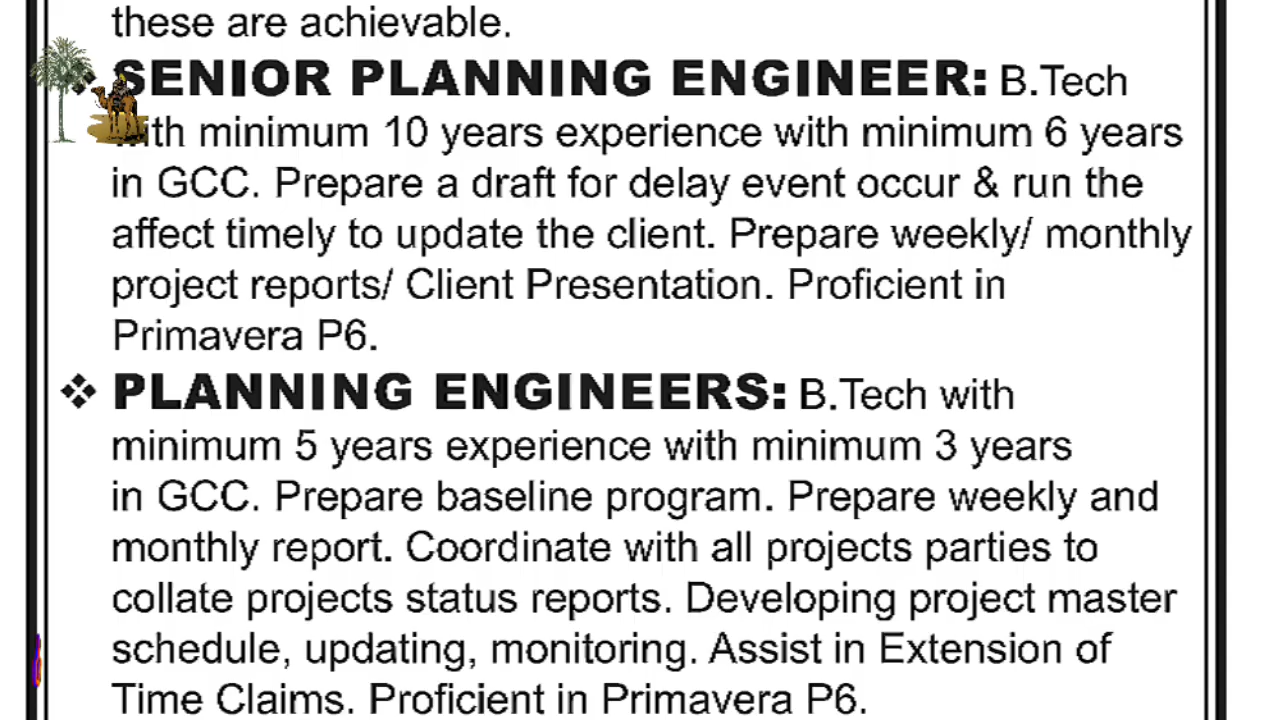 these are achievable.
SENIOR PLANNING ENGINEER: B.Tech
with minimum 10 years experience with minimum 6 years
in GCC. Prepare a draft for delay event occur & run the
affect timely to update the client. Prepare weekly/ monthly
project reports/ Client Presentation. Proficient in
Primavera P6.
❖ PLANNING ENGINEERS: B.Tech with
minimum 5 years experience with minimum 3 years
in GCC. Prepare baseline program. Prepare weekly and
monthly report. Coordinate with all projects parties to
collate projects status reports. Developing project master
schedule, updating, monitoring. Assist in Extension of
Time Claims. Proficient in Primavera P6.